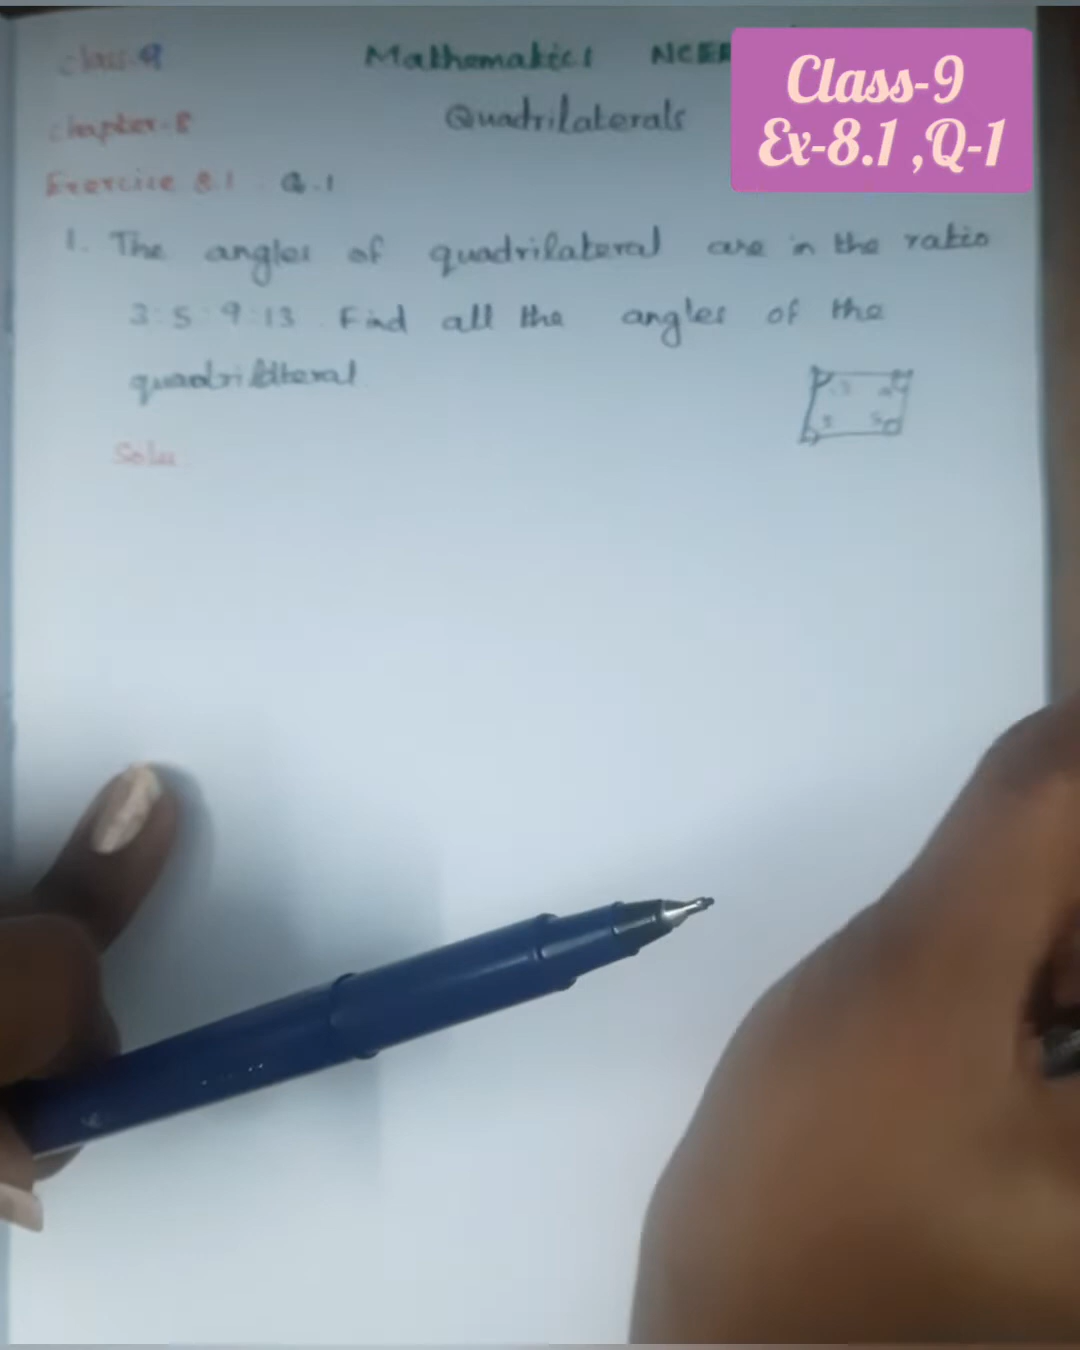 Class-9
Mathematics NCER
Class-9
Ex-8.1 ,Q-1
Chapter-8
Quadrilaterals
Exercise 8.1 Q.1
1. The angles of quadrilateral are in the ratio
3:5:9:13 Find all the angles of the
quadrilateral
Solu